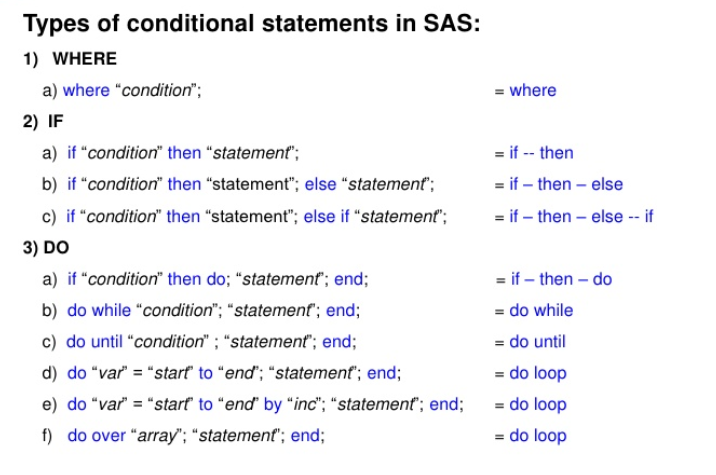 Types of conditional statements in SAS:
1) WHERE
a) where “condition”; = where
2) IF
a) if “condition” then “statement”; = if -- then
b) if “condition” then “statement”; else “statement”; = if – then – else
c) if “condition” then “statement”; else if “statement”; = if – then – else -- if
3) DO
a) if “condition” then do; “statement”; end; = if – then – do
b) do while “condition”; “statement”; end; = do while
c) do until “condition” ; “statement”; end; = do until
d) do “var” = “start” to “end”; “statement”; end; = do loop
e) do “var” = “start” to “end” by “inc”; “statement”; end; = do loop
f) do over “array”; “statement”; end; = do loop